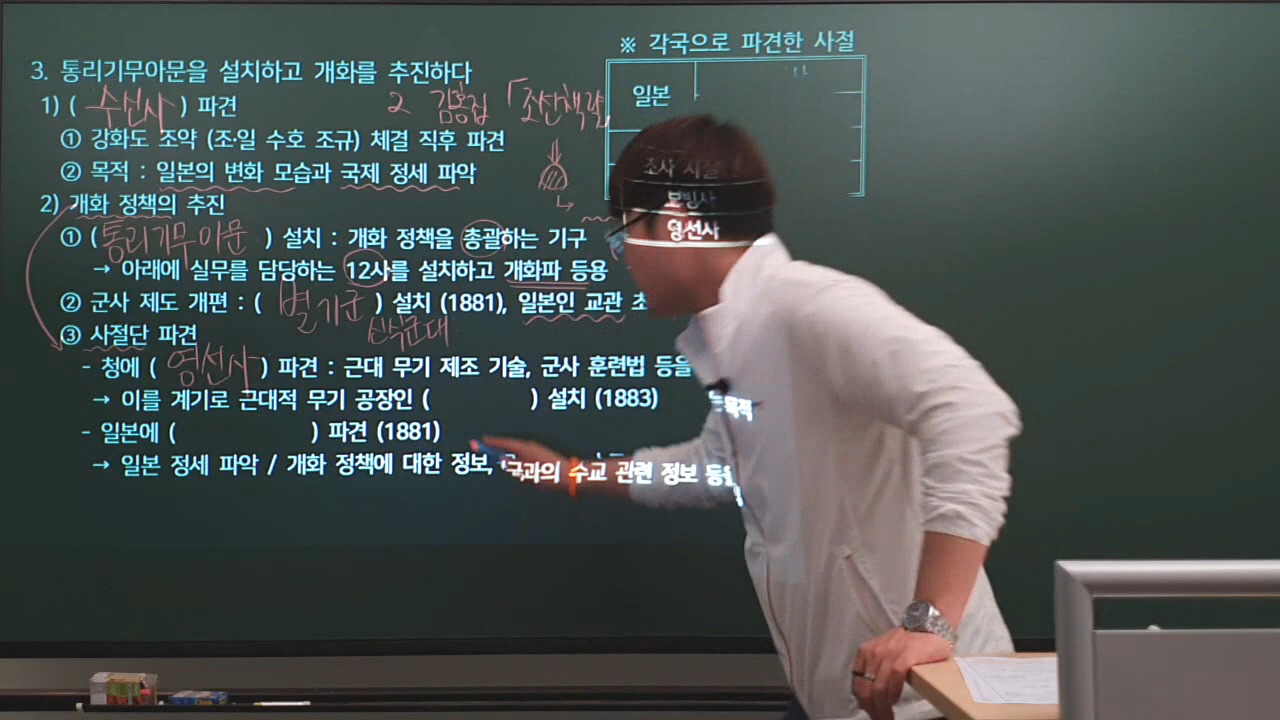 ※ 각국으로 파견한 사절
일본
조사 시절
보빙사
영선사
3. 통리기무아문을 설치하고 개화를 추진하다
1) ( 수신사 ) 파견 2 김홍집 「조선책략
① 강화도 조약 (조·일 수호 조규) 체결 직후 파견
② 목적 : 일본의 변화 모습과 국제 정세 파악
2) 개화 정책의 추진
① (통리기무아문 ) 설치 : 개화 정책을 총괄하는 기구
→ 아래에 실무를 담당하는 12사를 설치하고 개화파 등용
② 군사 제도 개편 : ( 별기군 ) 설치 (1881), 일본인 교관 초
신식군대
③ 사절단 파견
- 청에 ( 영선사 ) 파견 : 근대 무기 제조 기술, 군사 훈련법 등을 목적
→ 이를 계기로 근대적 무기 공장인 ( ) 설치 (1883)
- 일본에 ( ) 파견 (1881)
→ 일본 정세 파악 / 개화 정책에 대한 정보, 국과의 수교 관련 정보 등을